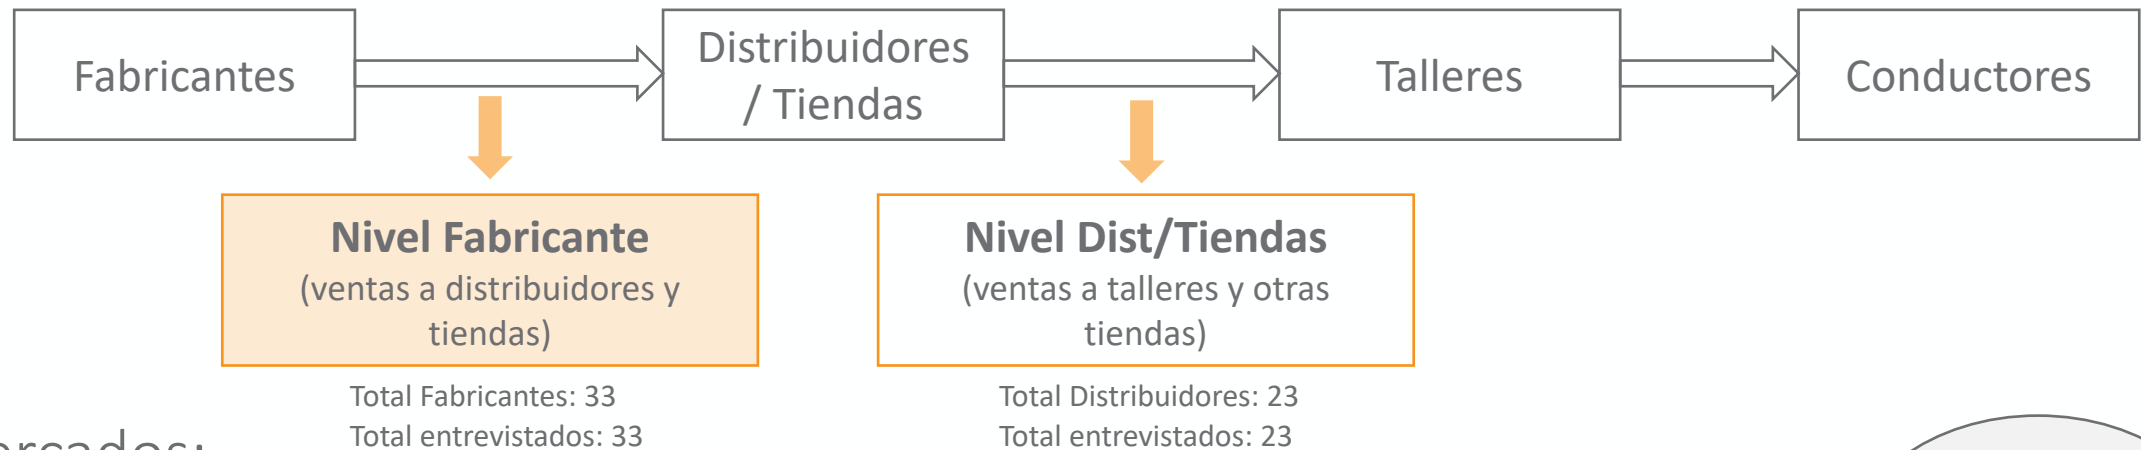 Fabricantes
Distribuidores
/ Tiendas
Talleres
Conductores
Nivel Fabricante
(ventas a distribuidores y
tiendas)
Nivel Dist/Tiendas
(ventas a talleres y otras
tiendas)
Total Fabricantes: 33
Total entrevistados: 33
Total Distribuidores: 23
Total entrevistados: 23